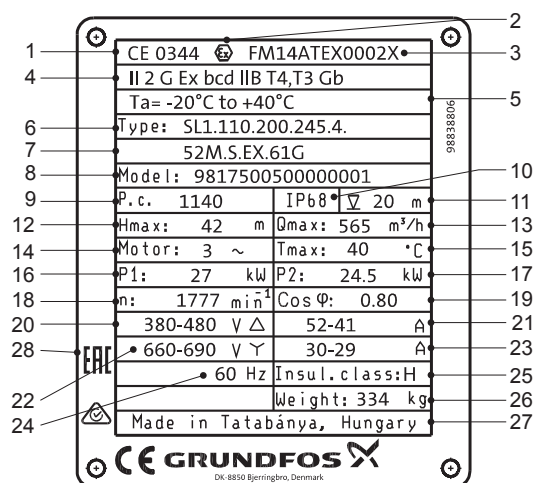 2
1 CE 0344 Ex FM14ATEX0002X 3
4 II 2 G Ex bcd IIB T4,T3 Gb
Ta= -20°C to +40°C 5
98838806
6 Type: SL1.110.200.245.4.
7 52M.S.EX.61G
8 Model: 9817500500000001 10
9 P.c. 1140 IP68 20 m 11
12 Hmax: 42 m Qmax: 565 m³/h 13
14 Motor: 3 ~ Tmax: 40 °C 15
16 P1: 27 kW P2: 24.5 kW 17
18 n: 1777 min⁻¹ Cos φ: 0.80 19
20 380-480 V △ 52-41 A 21
28 EAC 660-690 V Y 30-29 A 23
22 60 Hz Insul.class:H 25
24 Weight: 334 kg 26
Made in Tatabánya, Hungary 27
CE GRUNDFOS
DK-8850 Bjerringbro, Denmark